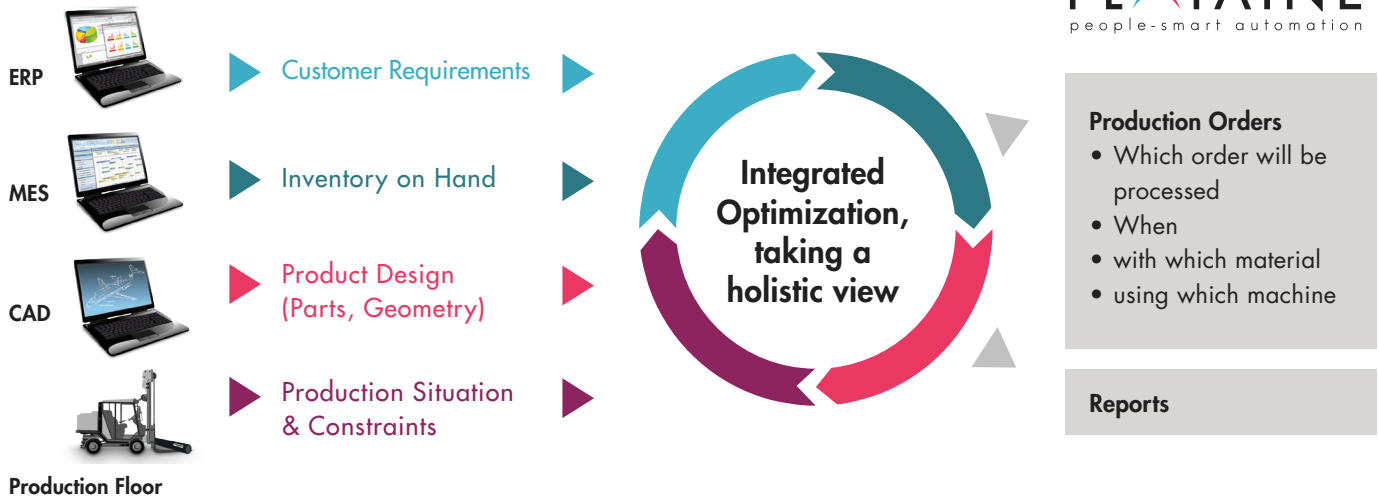 people-smart automation
ERP
Customer Requirements
MES
Inventory on Hand
CAD
Product Design
(Parts, Geometry)
Production Situation
& Constraints
Production Floor
Integrated
Optimization,
taking a
holistic view
Production Orders
• Which order will be
processed
• When
• with which material
• using which machine
Reports